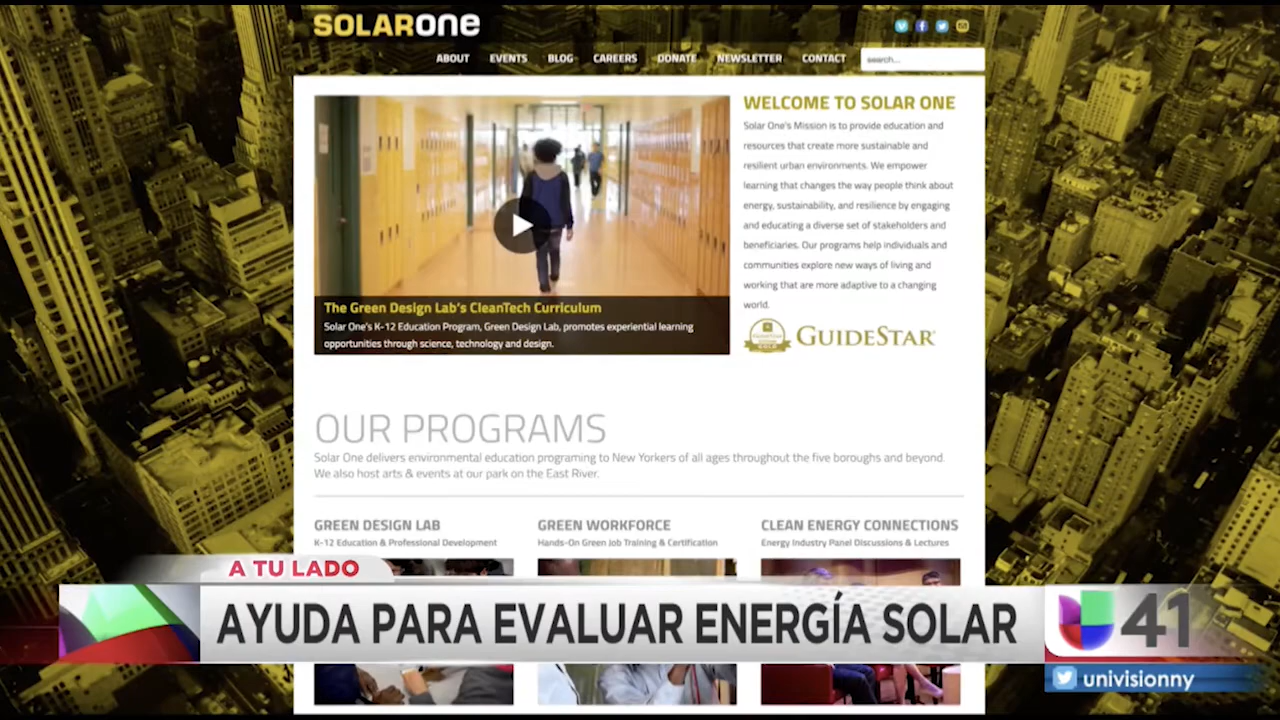 SOLARONE
ABOUT EVENTS BLOG CAREERS DONATE NEWSLETTER CONTACT search...
WELCOME TO SOLAR ONE
Solar One's Mission is to provide education and
resources that create more sustainable and
resilient urban environments. We empower
learning that changes the way people think about
energy, sustainability, and resilience by engaging
and educating a diverse set of stakeholders and
beneficiaries. Our programs help individuals and
communities explore new ways of living and
working that are more adaptive to a changing
world.
GUIDESTAR
The Green Design Lab's CleanTech Curriculum
Solar One's K-12 Education Program, Green Design Lab, promotes experiential learning
opportunities through science, technology and design.
OUR PROGRAMS
Solar One delivers environmental education programing to New Yorkers of all ages throughout the five boroughs and beyond.
We also host arts & events at our park on the East River.
GREEN DESIGN LAB
K-12 Education & Professional Development
GREEN WORKFORCE
Hands-On Green Job Training & Certification
CLEAN ENERGY CONNECTIONS
Energy Industry Panel Discussions & Lectures
A TU LADO
AYUDA PARA EVALUAR ENERGÍA SOLAR
41
univisionny